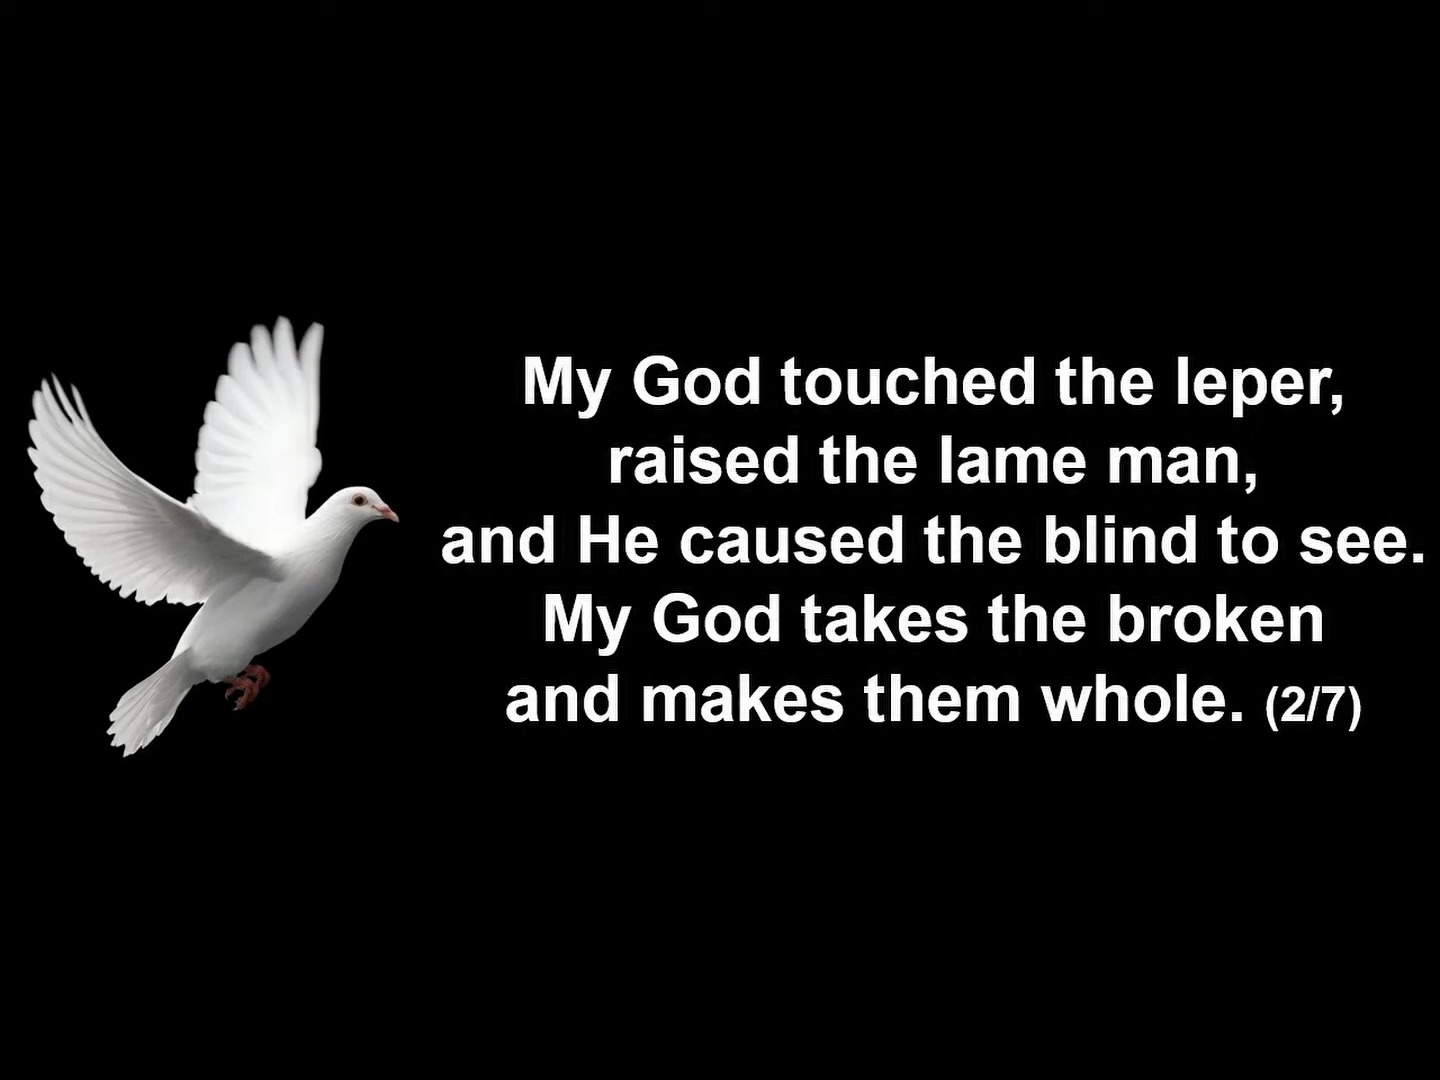 My God touched the leper,
raised the lame man,
and He caused the blind to see.
My God takes the broken
and makes them whole. (2/7)